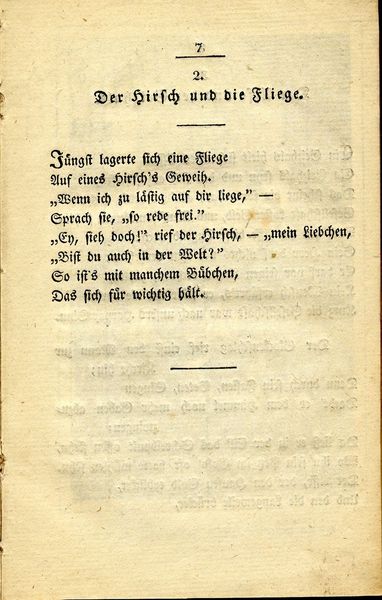 7
2.
Der Hirsch und die Fliege.
Jüngst lagerte sich eine Fliege
Auf eines Hirsch's Geweih.
„Wenn ich zu lästig auf dir liege,“ —
Sprach sie, „so rede frei.“
„Ey, sieh doch!“ rief der Hirsch, — „mein Liebchen,
„Bist du auch in der Welt?“
So ist's mit manchem Bübchen,
Das sich für wichtig hält.